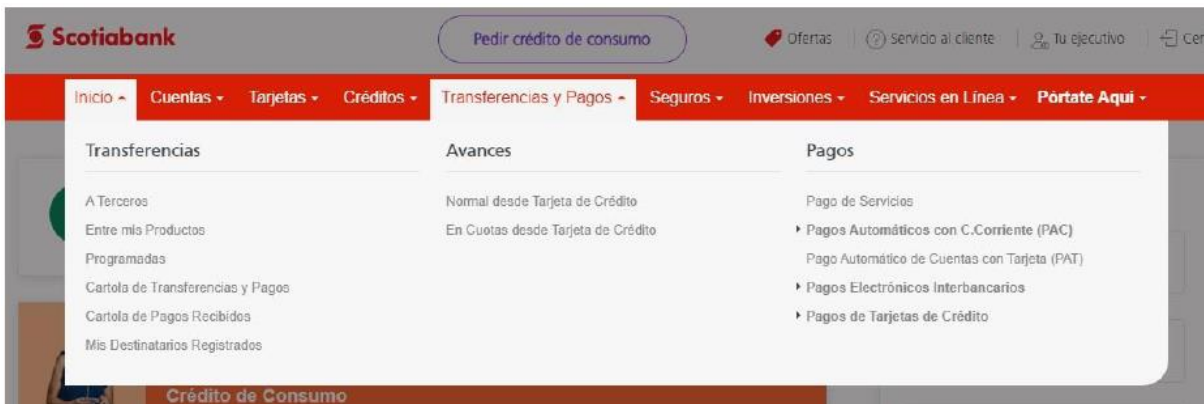 Scotiabank
Pedir crédito de consumo
Ofertas
Servicio al cliente
Tu ejecutivo
Inicio
Cuentas
Tarjetas
Créditos
Transferencias y Pagos
Seguros
Inversiones
Servicios en Línea
Pórtate Aquí
Transferencias
A Terceros
Entre mis Productos
Programadas
Cartola de Transferencias y Pagos
Cartola de Pagos Recibidos
Mis Destinatarios Registrados
Avances
Normal desde Tarjeta de Crédito
En Cuotas desde Tarjeta de Crédito
Pagos
Pago de Servicios
Pagos Automáticos con C.Corriente (PAC)
Pago Automático de Cuentas con Tarjeta (PAT)
Pagos Electrónicos Interbancarios
Pagos de Tarjetas de Crédito
Crédito de Consumo